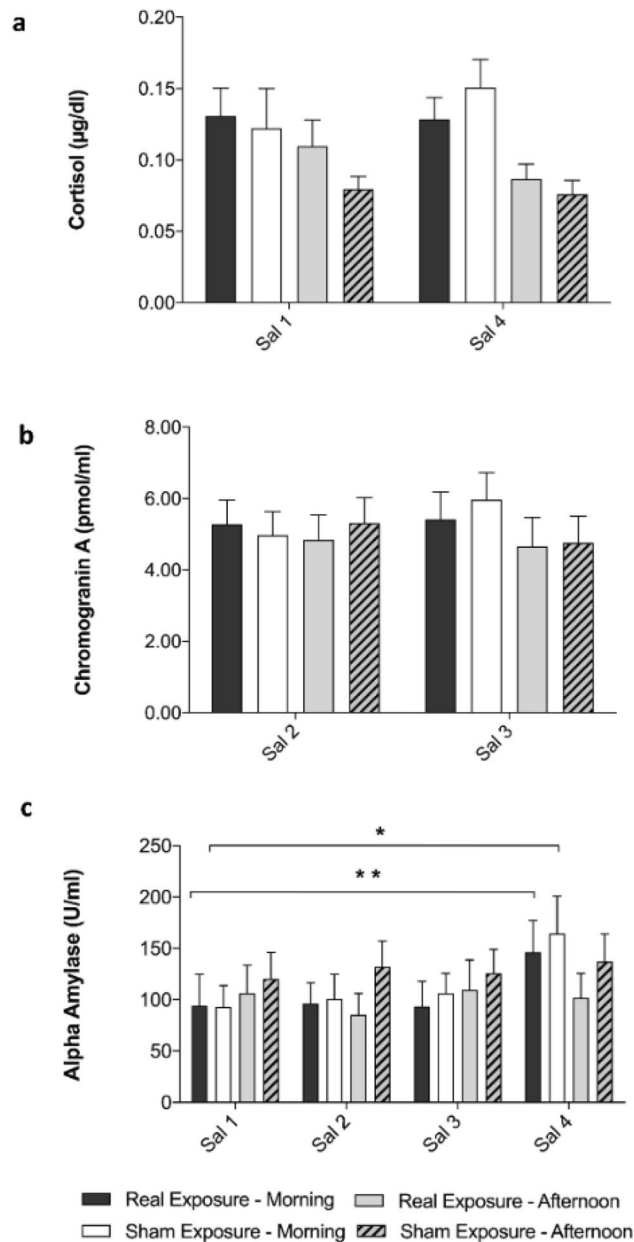 a
Cortisol (µg/dl)
0.20
0.15
0.10
0.05
0.00
Sal 1
Sal 4
b
Chromogranin A (pmol/ml)
8.00
6.00
4.00
2.00
0.00
Sal 2
Sal 3
c
Alpha Amylase (U/ml)
250
200
150
100
50
0
*
**
Sal 1
Sal 2
Sal 3
Sal 4
Real Exposure - Morning
Real Exposure - Afternoon
Sham Exposure - Morning
Sham Exposure - Afternoon